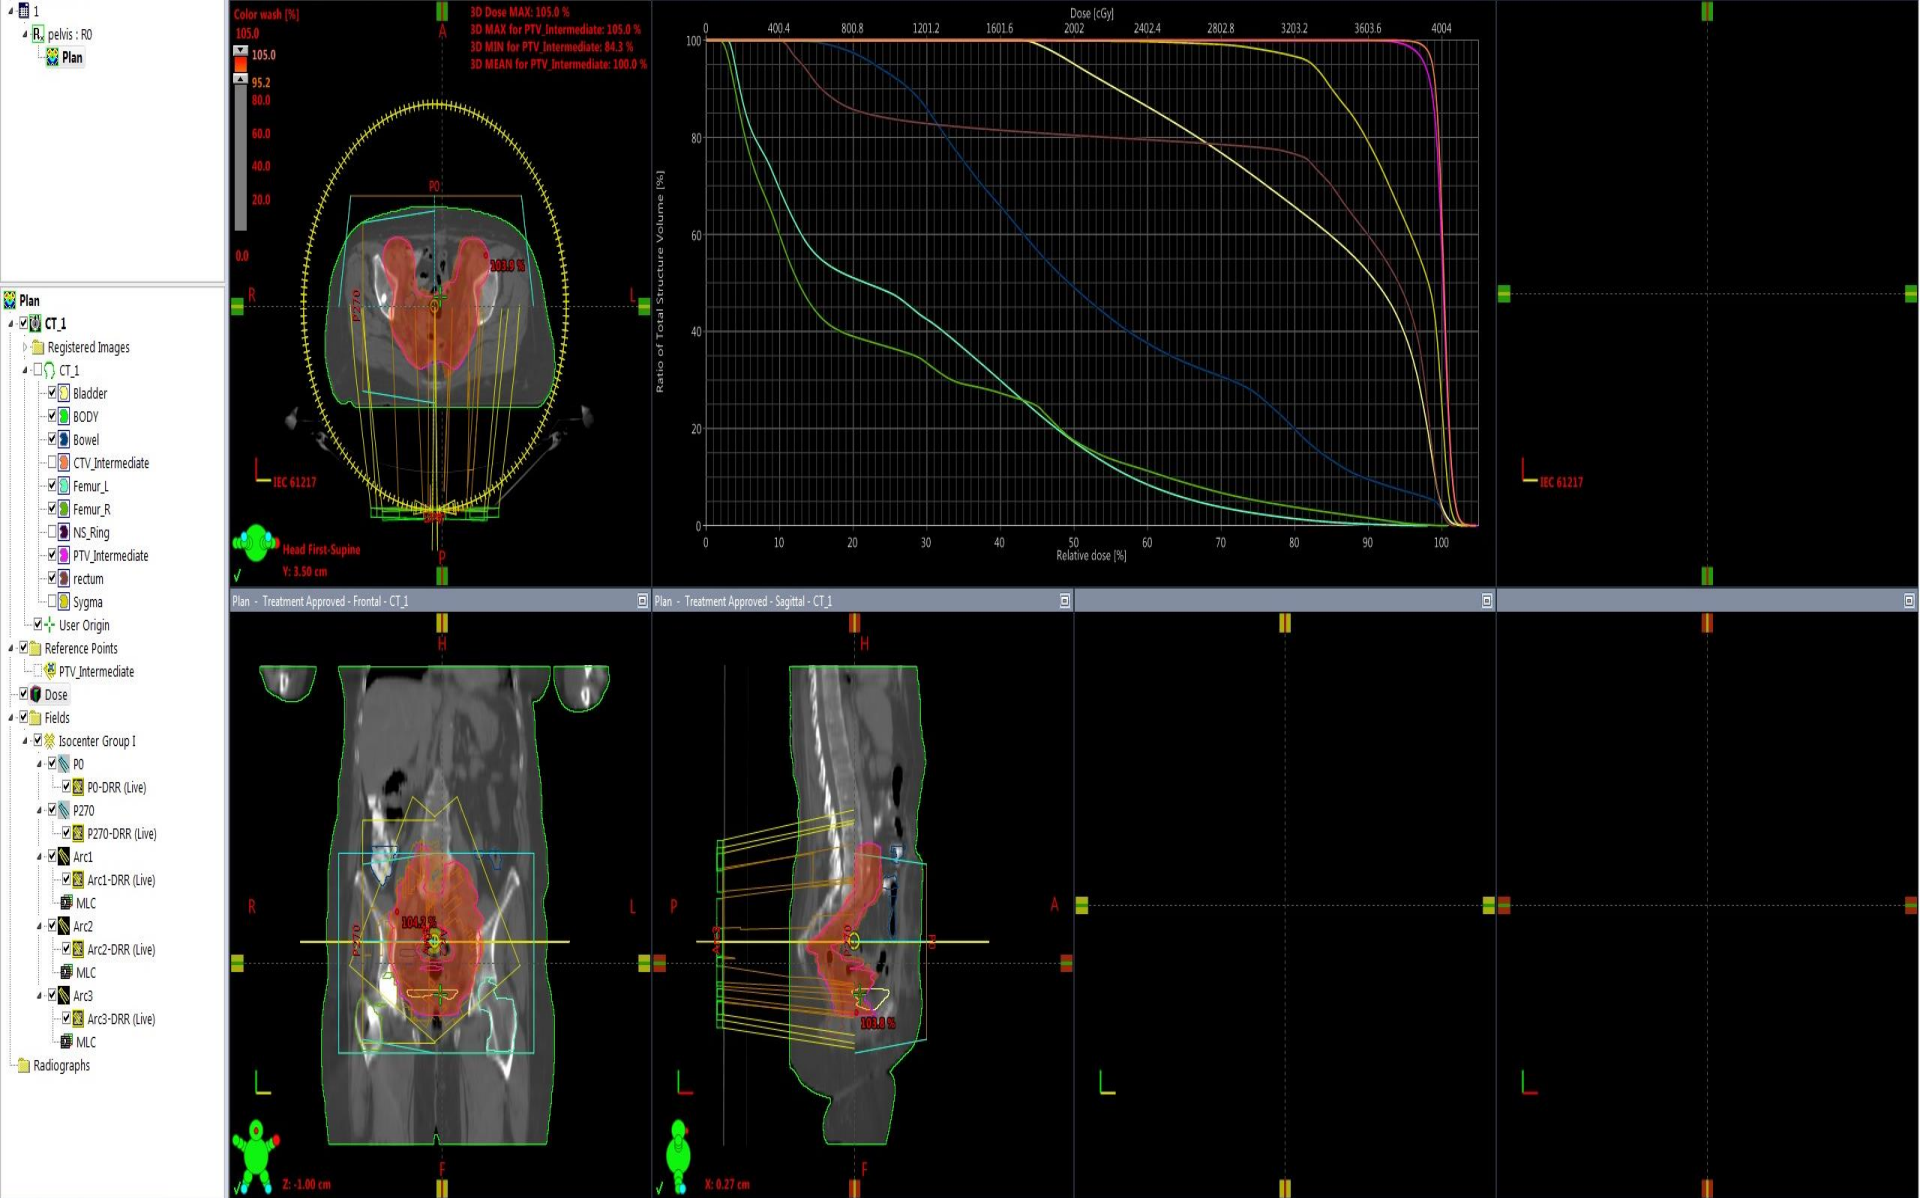 1
pelvis : R0
Plan
Plan
CT_1
Registered Images
CT_1
Bladder
BODY
Bowel
CTV_Intermediate
Femur_L
Femur_R
NS_Ring
PTV_Intermediate
rectum
Sygma
User Origin
Reference Points
PTV_Intermediate
Dose
Fields
Isocenter Group I
P0
P0-DRR (Live)
P270
P270-DRR (Live)
Arc1
Arc1-DRR (Live)
MLC
Arc2
Arc2-DRR (Live)
MLC
Arc3
Arc3-DRR (Live)
MLC
Radiographs
Color wash [%]
105.0
105.0
95.2
80.0
60.0
40.0
20.0
0.0
3D Dose MAX: 105.0 %
3D MAX for PTV_Intermediate: 105.0 %
3D MIN for PTV_Intermediate: 84.3 %
3D MEAN for PTV_Intermediate: 100.0 %
A
P0
103.9 %
R
L
P270
IEC 61217
Head First-Supine
P
Y: 3.50 cm
Dose [cGy]
400.4 800.8 1201.2 1601.6 2002 2402.4 2802.8 3203.2 3603.6 4004
Ratio of Total Structure Volume [%]
100
80
60
40
20
0
0 10 20 30 40 50 60 70 80 90 100
Relative dose [%]
IEC 61217
Plan - Treatment Approved - Frontal - CT_1
H
R
L
P270
F
Z: -1.00 cm
Plan - Treatment Approved - Sagittal - CT_1
H
P
A
P270
P0
103.8 %
F
X: 0.27 cm